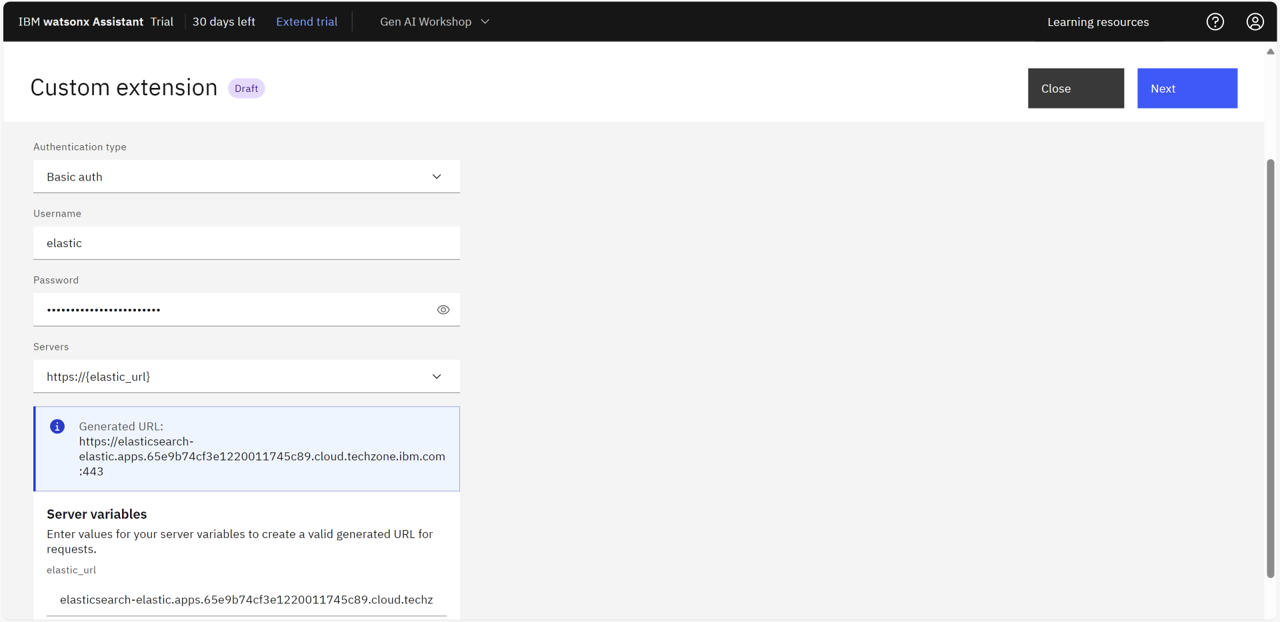 IBM watsonx Assistant Trial 30 days left Extend trial Gen AI Workshop Learning resources
Custom extension Draft Close Next
Authentication type
Basic auth
Username
elastic
Password
••••••••••••••••••••••••
Servers
https://{elastic_url}
Generated URL:
https://elasticsearch-
elastic.apps.65e9b74cf3e1220011745c89.cloud.techzone.ibm.com
:443
Server variables
Enter values for your server variables to create a valid generated URL for
requests.
elastic_url
elasticsearch-elastic.apps.65e9b74cf3e1220011745c89.cloud.techz